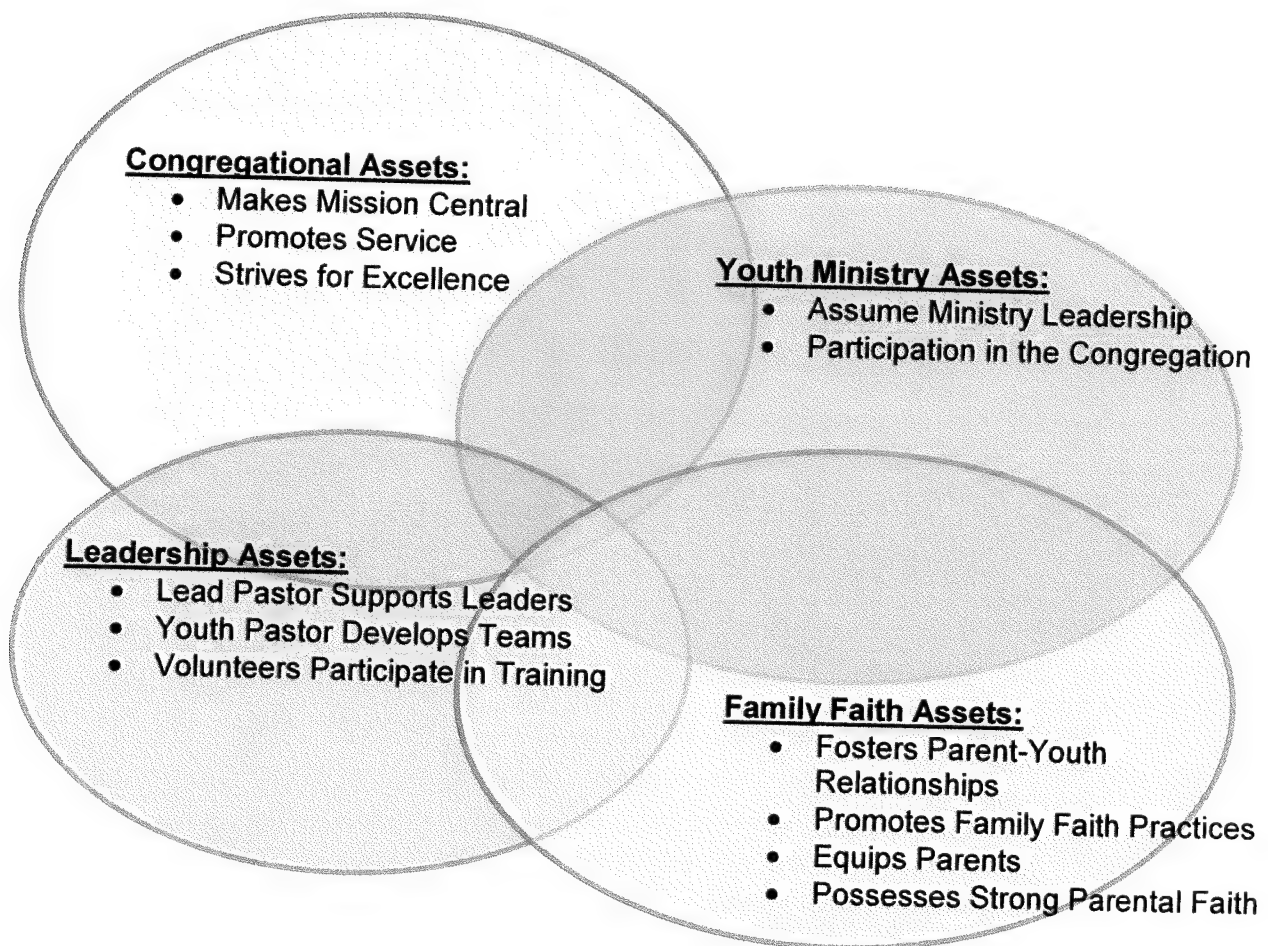 Congregational Assets:
• Makes Mission Central
• Promotes Service
• Strives for Excellence
Youth Ministry Assets:
• Assume Ministry Leadership
• Participation in the Congregation
Leadership Assets:
• Lead Pastor Supports Leaders
• Youth Pastor Develops Teams
• Volunteers Participate in Training
Family Faith Assets:
• Fosters Parent-Youth
Relationships
• Promotes Family Faith Practices
• Equips Parents
• Possesses Strong Parental Faith